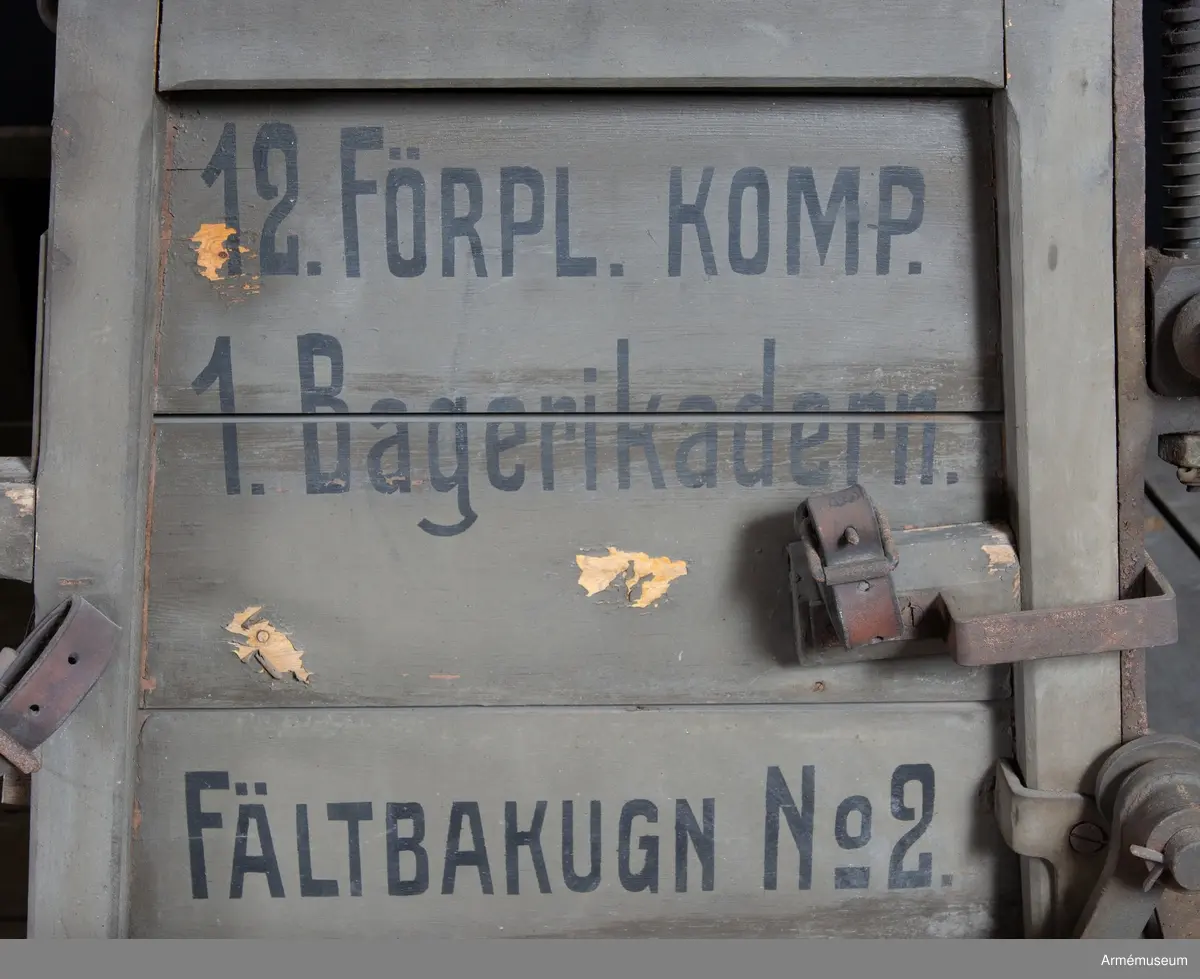 12. FÖRPL. KOMP.
1. Bagerikadern.
FÄLTBAKUGN No 2.
Armémuseum